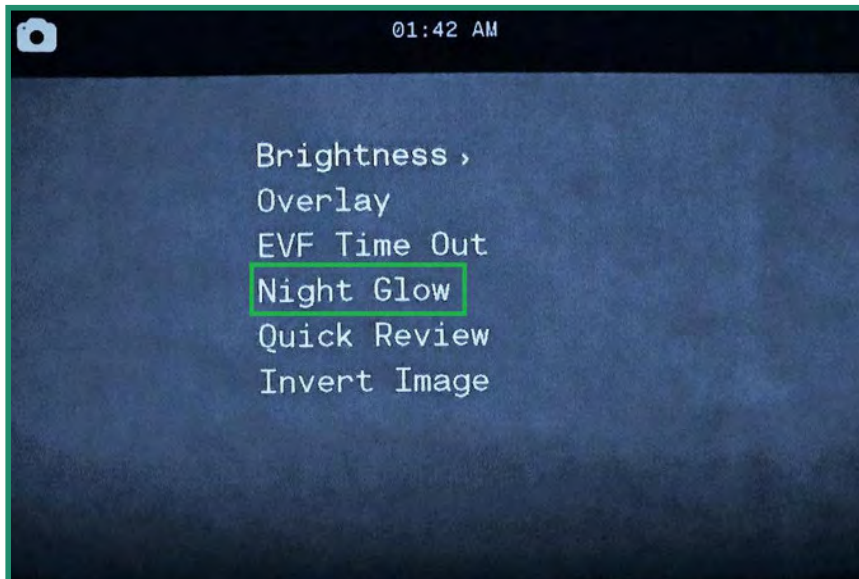 01:42 AM
Brightness ›
Overlay
EVF Time Out
Night Glow
Quick Review
Invert Image